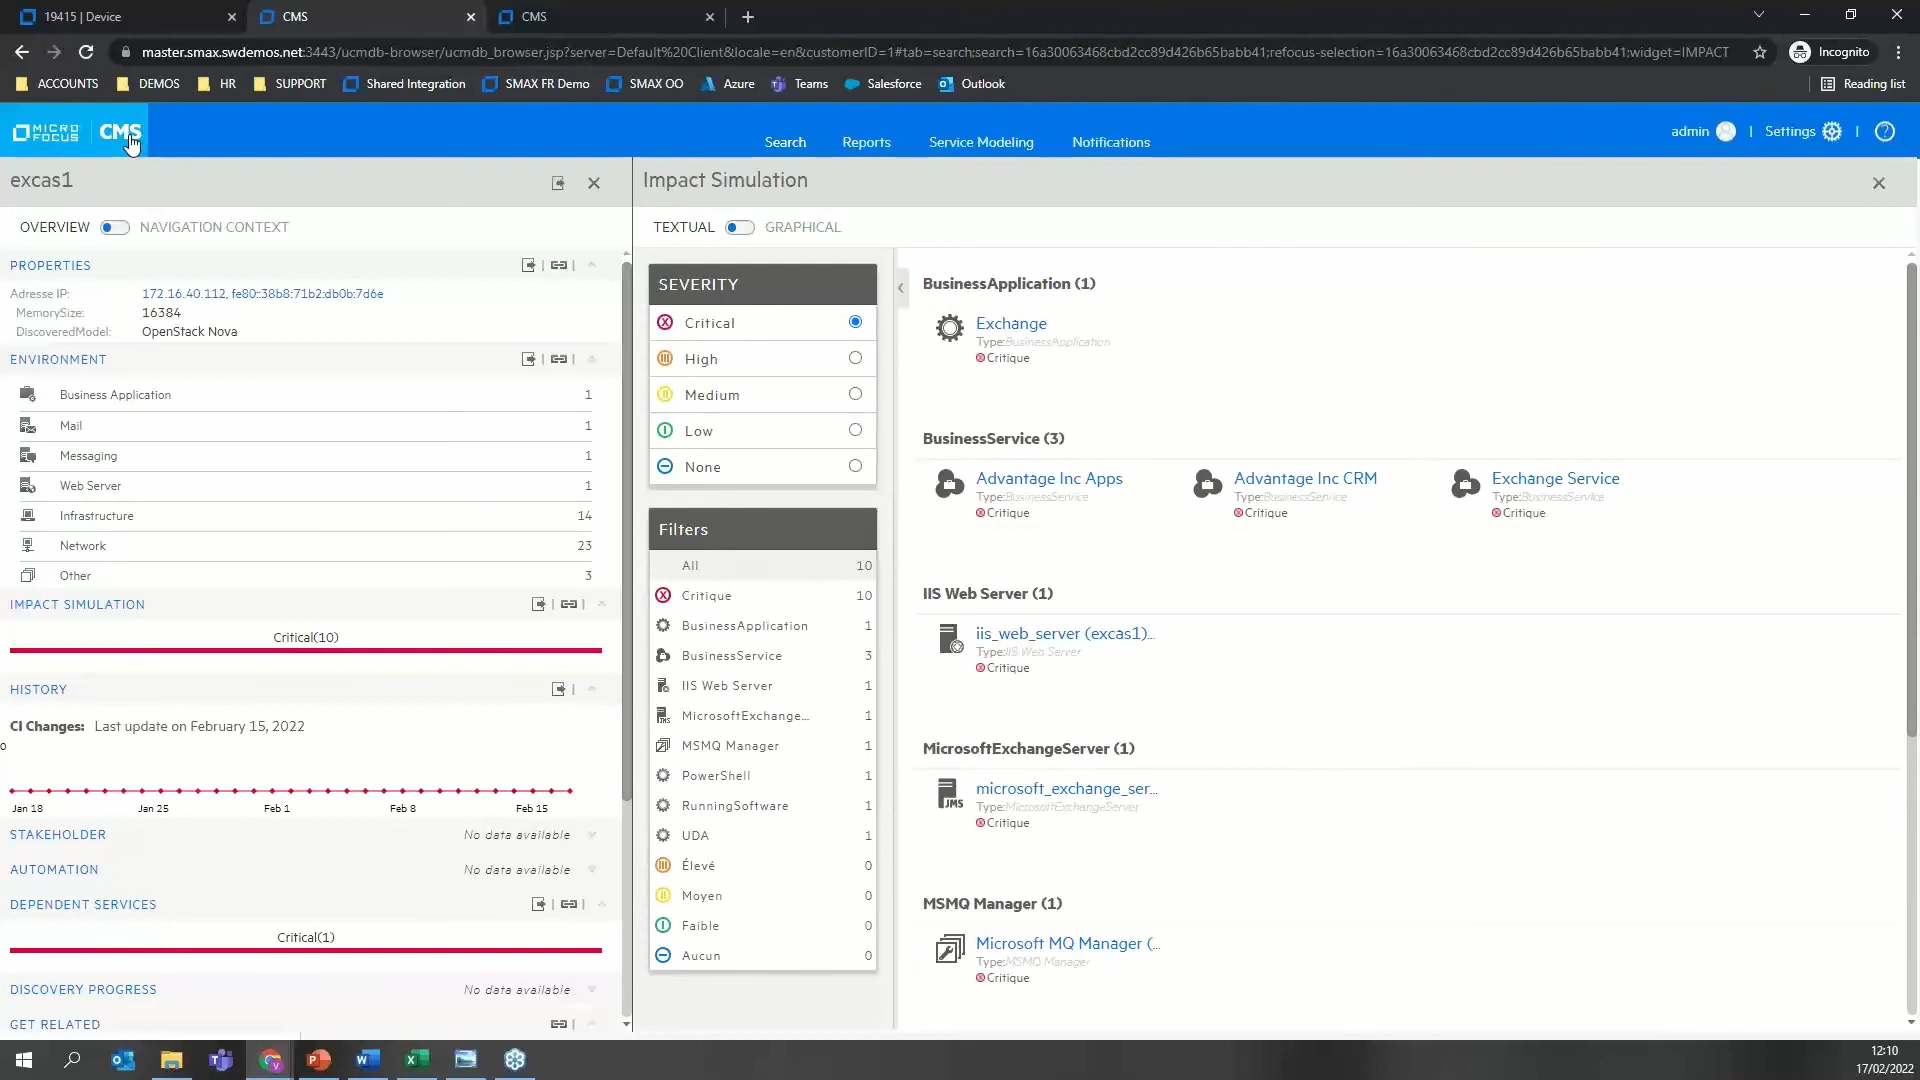 19415 | Device
CMS
CMS
master.smax.swdemos.net:3443/ucmdb-browser/ucmdb_browser.jsp?server=Default%20Client&locale=en&customerID=1#tab=search;search=16a30063468cbd2cc89d426b65babb41;refocus-selection=16a30063468cbd2cc89d426b65babb41;widget=IMPACT
Incognito
ACCOUNTS
DEMOS
HR
SUPPORT
Shared Integration
SMAX FR Demo
SMAX OO
Azure
Teams
Salesforce
Outlook
Reading list
MICRO FOCUS
CMS
Search
Reports
Service Modeling
Notifications
admin
Settings
excas1
OVERVIEW NAVIGATION CONTEXT
PROPERTIES
Adresse IP: 172.16.40.112, fe80::38b8:71b2:db0b:7d6e
MemorySize: 16384
DiscoveredModel: OpenStack Nova
ENVIRONMENT
Business Application 1
Mail 1
Messaging 1
Web Server 1
Infrastructure 14
Network 23
Other 3
IMPACT SIMULATION
Critical(10)
HISTORY
CI Changes: Last update on February 15, 2022
Jan 18 Jan 25 Feb 1 Feb 8 Feb 15
STAKEHOLDER No data available
AUTOMATION No data available
DEPENDENT SERVICES
Critical(1)
DISCOVERY PROGRESS No data available
GET RELATED
Impact Simulation
TEXTUAL GRAPHICAL
SEVERITY
Critical
High
Medium
Low
None
Filters
All 10
Critique 10
BusinessApplication 1
BusinessService 3
IIS Web Server 1
MicrosoftExchange... 1
MSMQ Manager 1
PowerShell 1
RunningSoftware 1
UDA 1
Élevé 0
Moyen 0
Faible 0
Aucun 0
BusinessApplication (1)
Exchange
Type:BusinessApplication
Critique
BusinessService (3)
Advantage Inc Apps
Type:BusinessService
Critique
Advantage Inc CRM
Type:BusinessService
Critique
Exchange Service
Type:BusinessService
Critique
IIS Web Server (1)
iis_web_server (excas1)...
Type:IIS Web Server
Critique
MicrosoftExchangeServer (1)
JMS
microsoft_exchange_ser...
Type:MicrosoftExchangeServer
Critique
MSMQ Manager (1)
Microsoft MQ Manager (...
Type:MSMQ Manager
Critique
12:10
17/02/2022